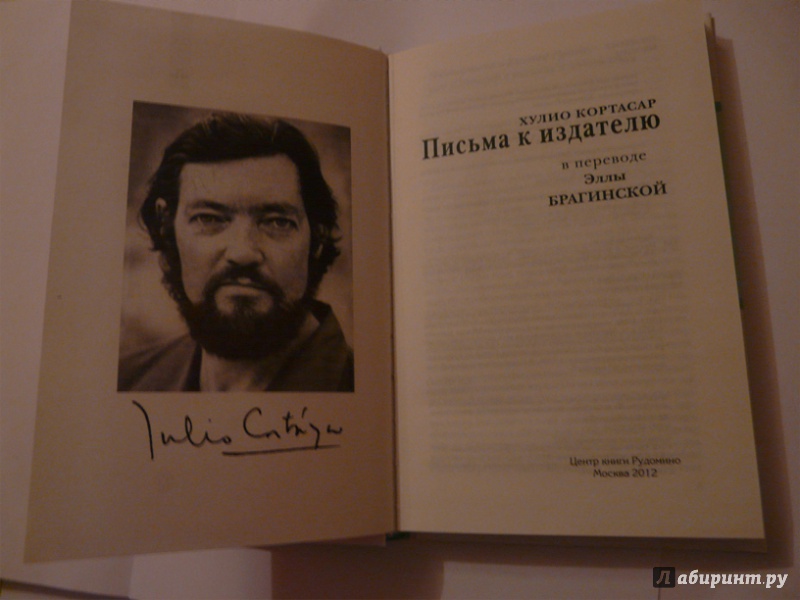 Julio Cortázar
ХУЛИО КОРТАСАР
Письма к издателю
в переводе
Эллы
БРАГИНСКОЙ
Центр книги Рудомино
Москва 2012
Лабиринт.ру